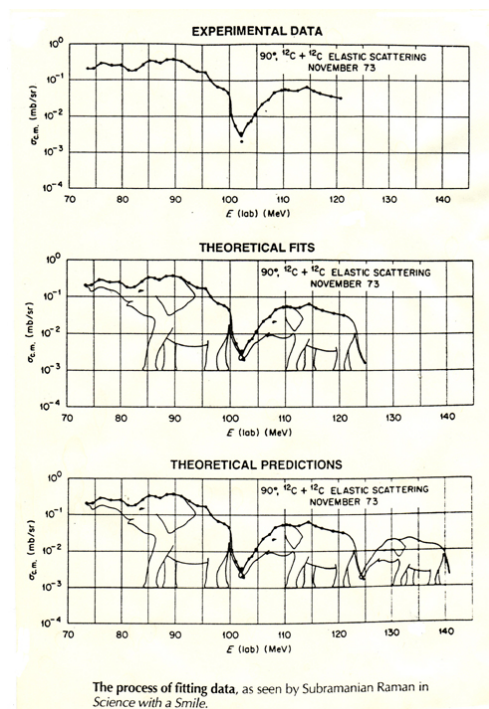 EXPERIMENTAL DATA
10⁰
90°, ¹²C + ¹²C ELASTIC SCATTERING
NOVEMBER 73
10⁻¹
10⁻²
10⁻³
10⁻⁴
σc.m. (mb/sr)
70 80 90 100 110 120 130 140
E (lab) (MeV)
THEORETICAL FITS
10⁰
90°, ¹²C + ¹²C ELASTIC SCATTERING
NOVEMBER 73
10⁻¹
10⁻²
10⁻³
10⁻⁴
σc.m. (mb/sr)
70 80 90 100 110 120 130 140
E (lab) (MeV)
THEORETICAL PREDICTIONS
10⁰
90°, ¹²C + ¹²C ELASTIC SCATTERING
NOVEMBER 73
10⁻¹
10⁻²
10⁻³
10⁻⁴
σc.m. (mb/sr)
70 80 90 100 110 120 130 140
E (lab) (MeV)
The process of fitting data, as seen by Subramanian Raman in
Science with a Smile.